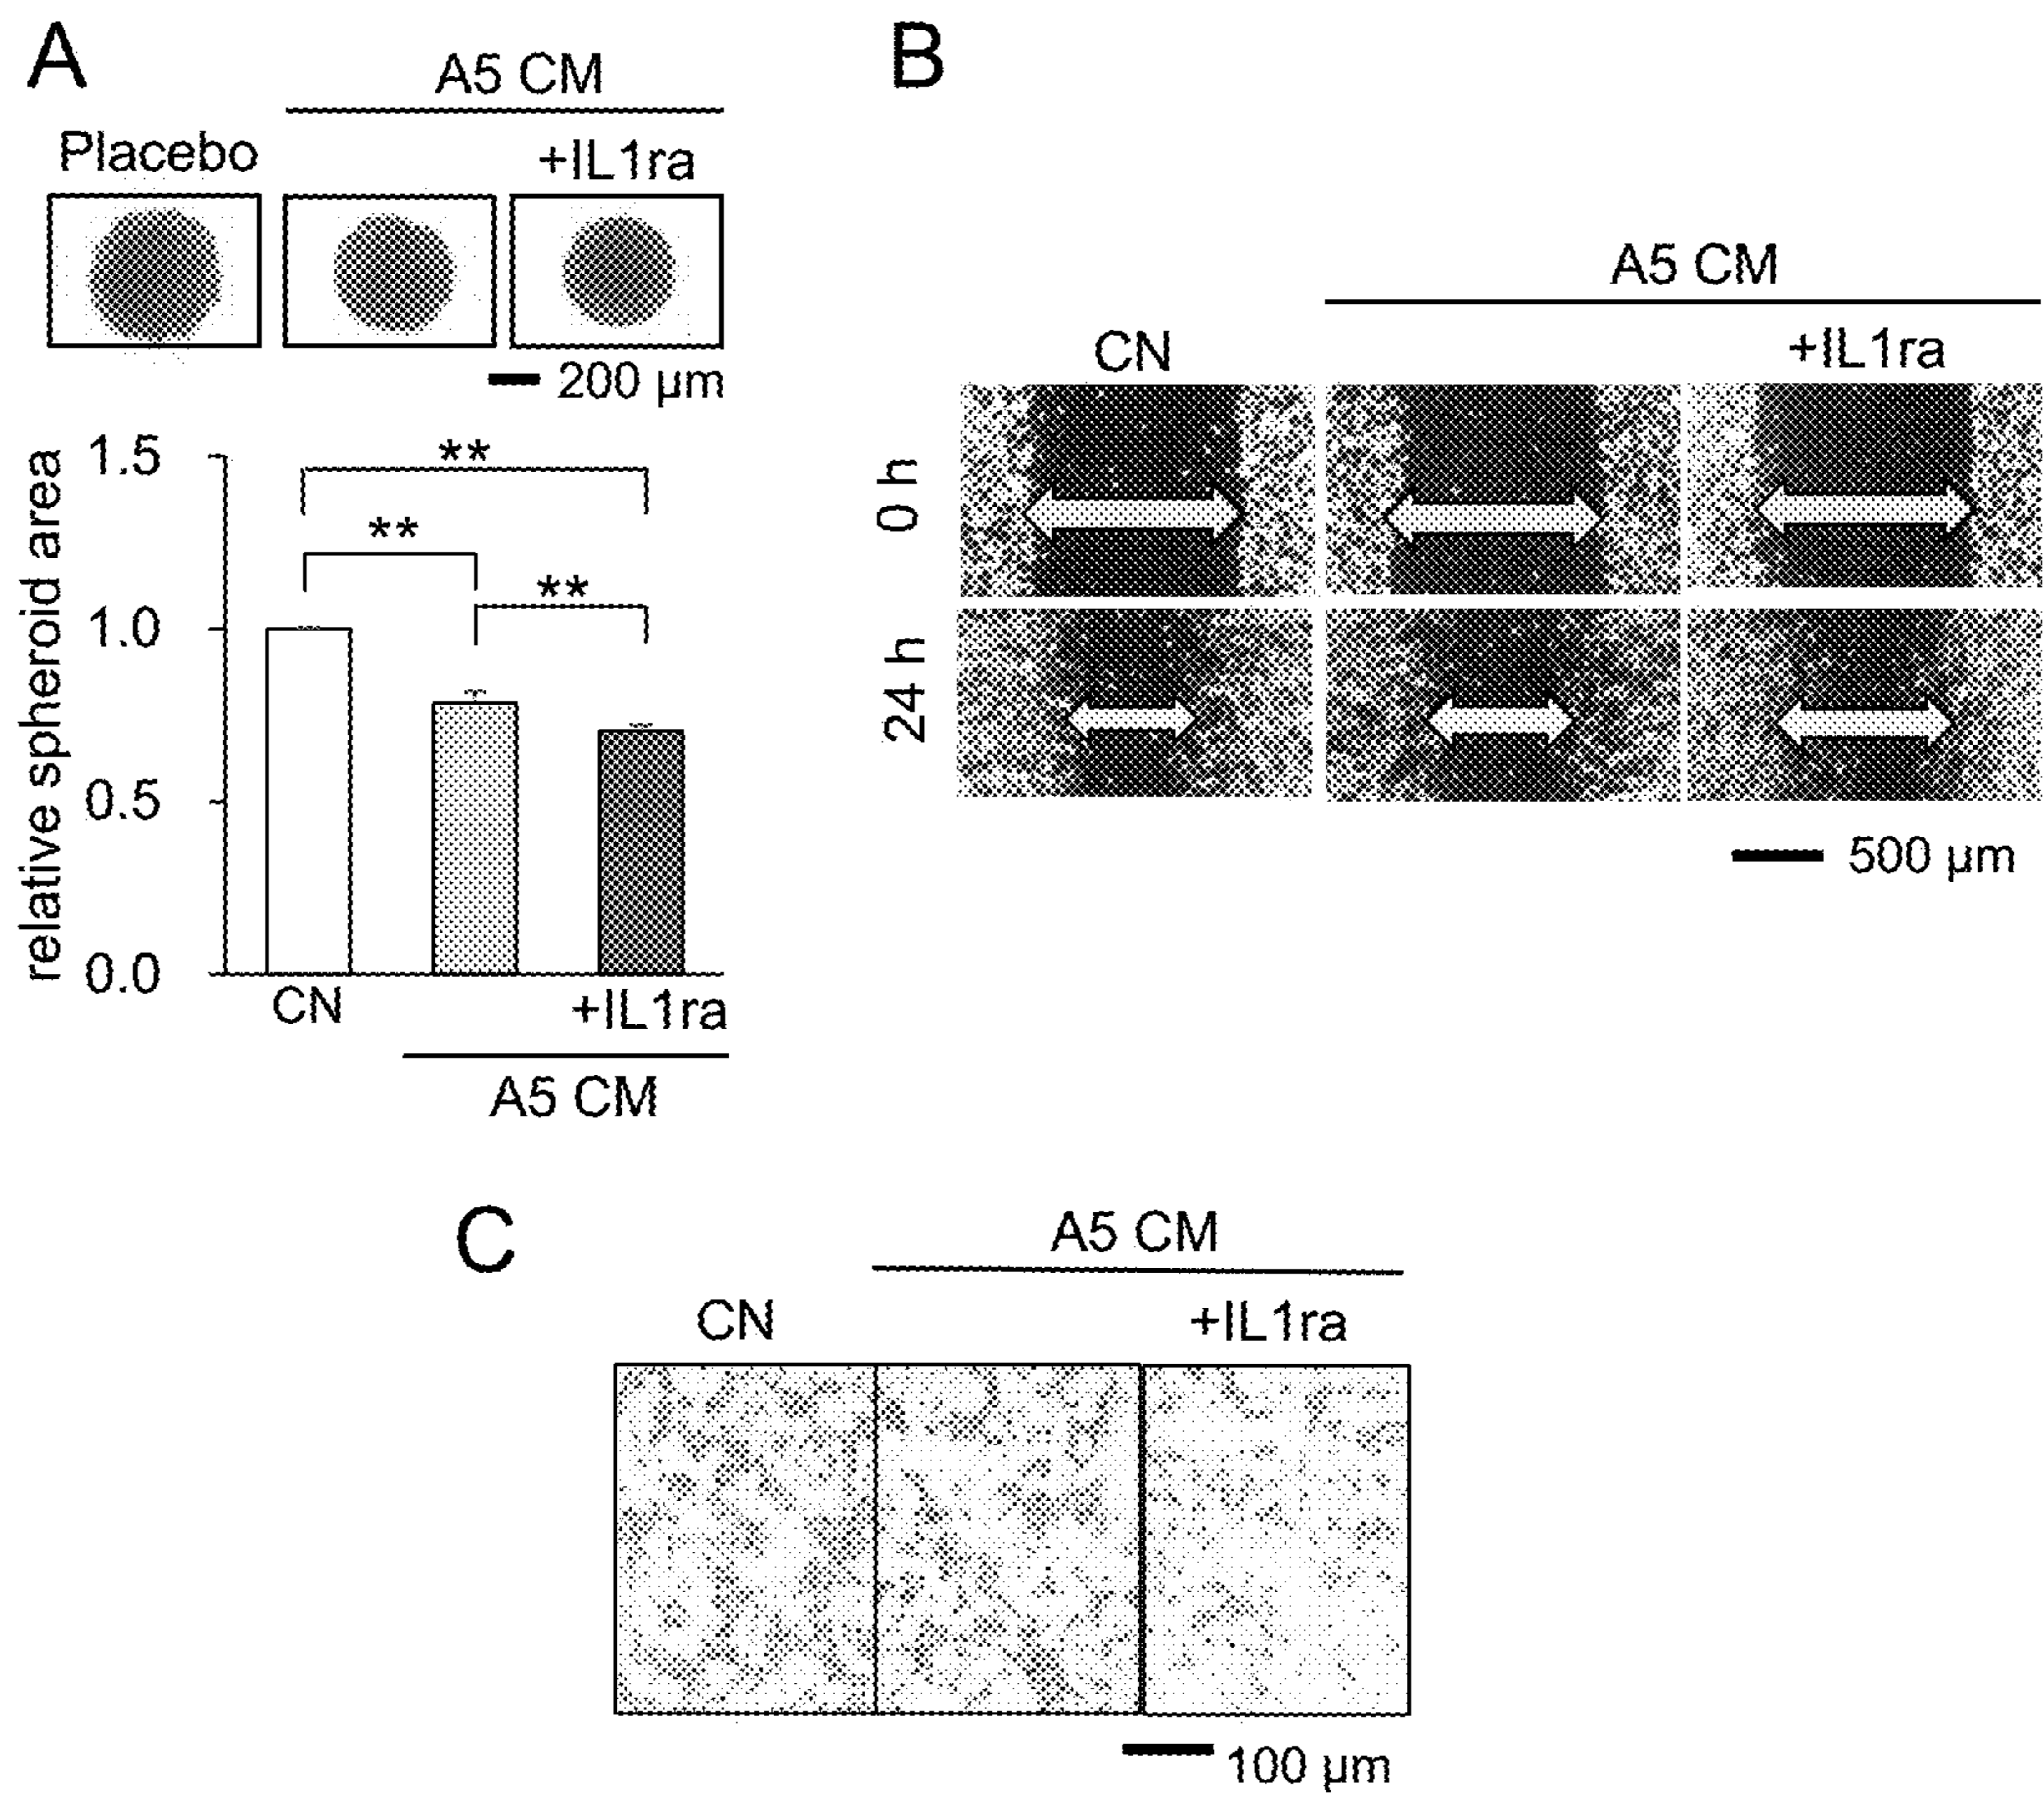 A
A5 CM
Placebo
+IL1ra
200 µm
relative spheroid area
1.5
1.0
0.5
0.0
**
**
**
CN
+IL1ra
A5 CM
B
A5 CM
CN
+IL1ra
0 h
24 h
500 µm
C
A5 CM
CN
+IL1ra
100 µm